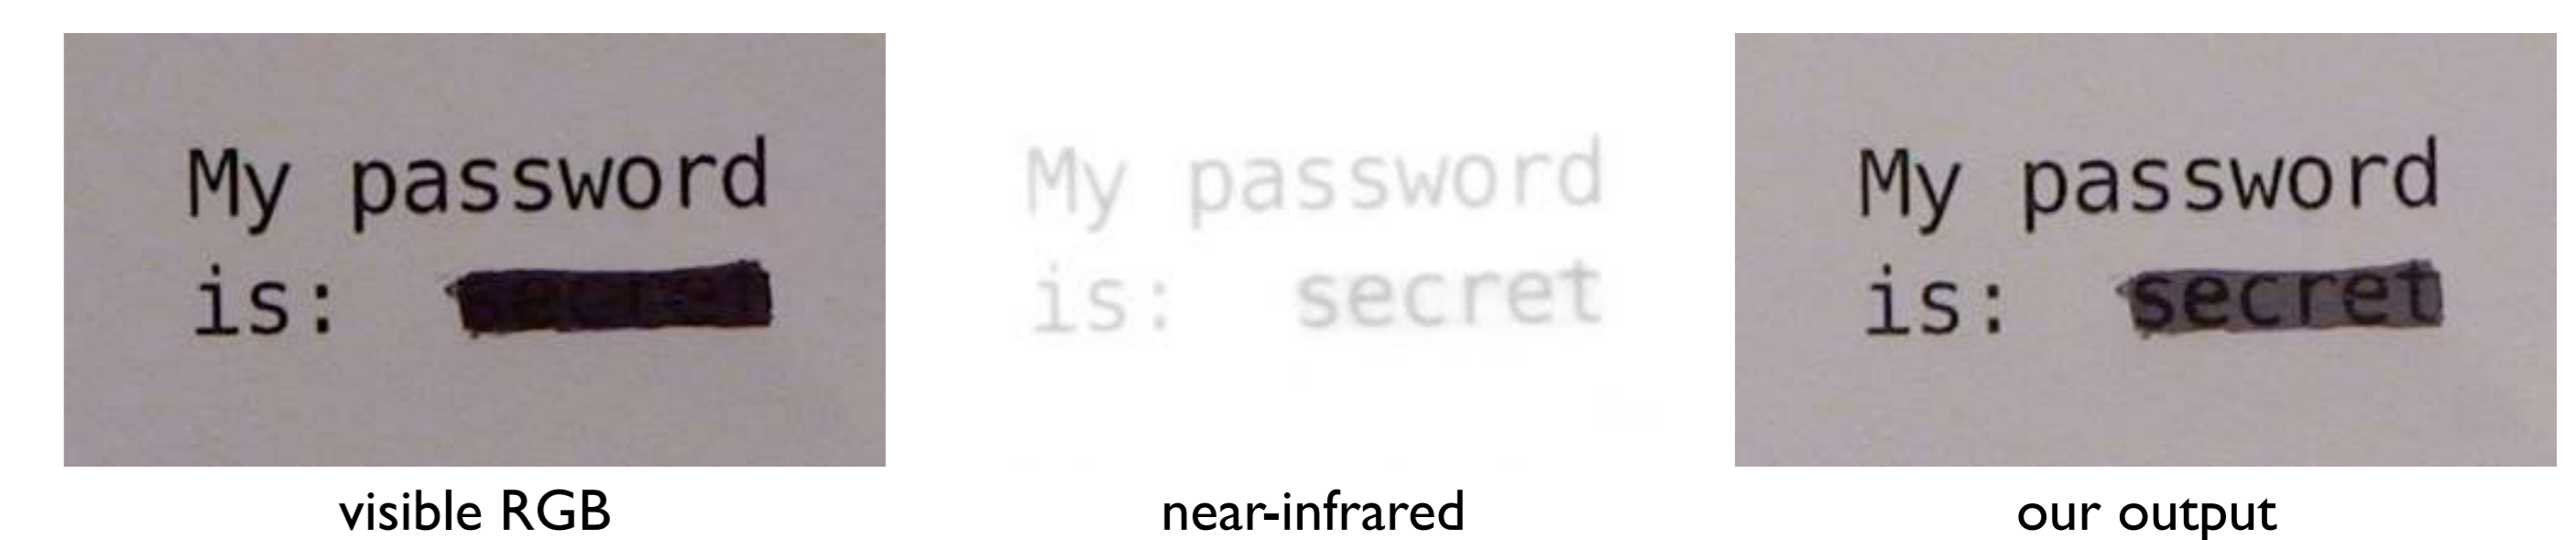 My password
is:
visible RGB
My password
is: secret
near-infrared
My password
is: secret
our output